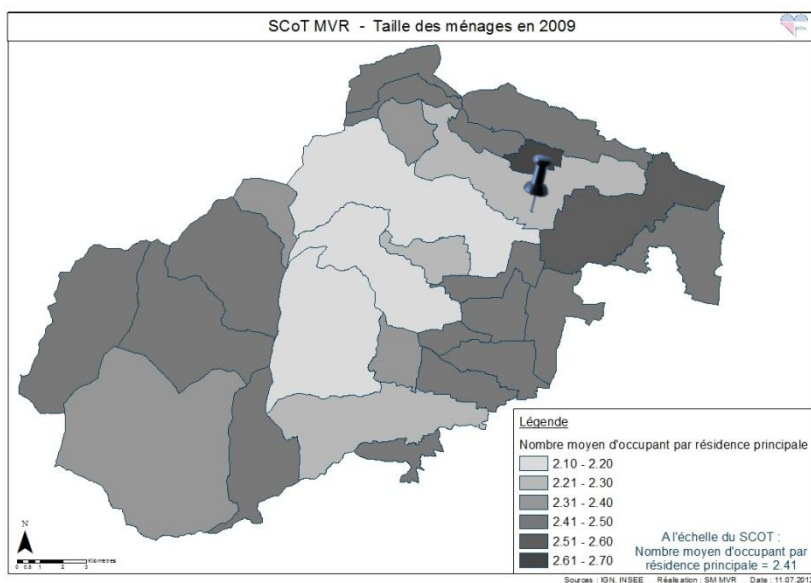 SCoT MVR - Taille des ménages en 2009
Légende
Nombre moyen d'occupant par résidence principale
2.10 - 2.20
2.21 - 2.30
2.31 - 2.40
2.41 - 2.50
2.51 - 2.60
2.61 - 2.70
A l'échelle du SCOT :
Nombre moyen d'occupant par
résidence principale = 2.41
N
Kilomètres
Sources : IGN, INSEE Réalisation : SM MVR Date :